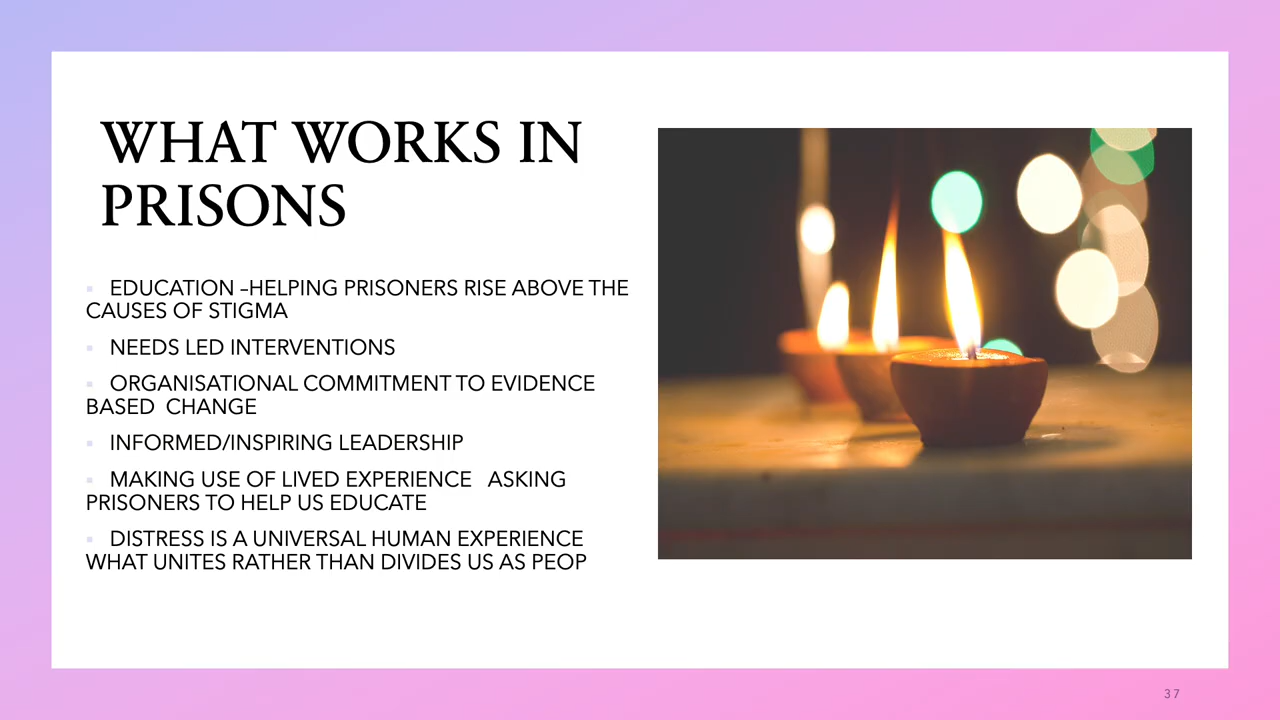 WHAT WORKS IN
PRISONS
▪ EDUCATION –HELPING PRISONERS RISE ABOVE THE
CAUSES OF STIGMA
▪ NEEDS LED INTERVENTIONS
▪ ORGANISATIONAL COMMITMENT TO EVIDENCE
BASED  CHANGE
▪ INFORMED/INSPIRING LEADERSHIP
▪ MAKING USE OF LIVED EXPERIENCE   ASKING
PRISONERS TO HELP US EDUCATE
▪ DISTRESS IS A UNIVERSAL HUMAN EXPERIENCE
WHAT UNITES RATHER THAN DIVIDES US AS PEOP
37